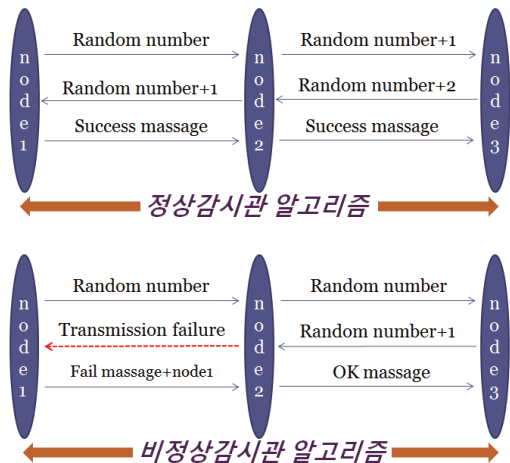 Random number
Random number+1
node1
node2
node3
Random number+1
Random number+2
Success massage
Success massage
정상감시관 알고리즘
Random number
Random number
node1
node2
node3
Transmission failure
Random number+1
Fail massage+node1
OK massage
비정상감시관 알고리즘